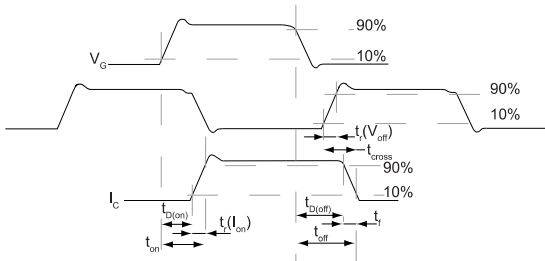 90%
V_G
10%
90%
10%
t_r(V_off)
t_cross
90%
I_C
10%
t_D(on)
t_r(I_on)
t_on
t_D(off)
t_f
t_off